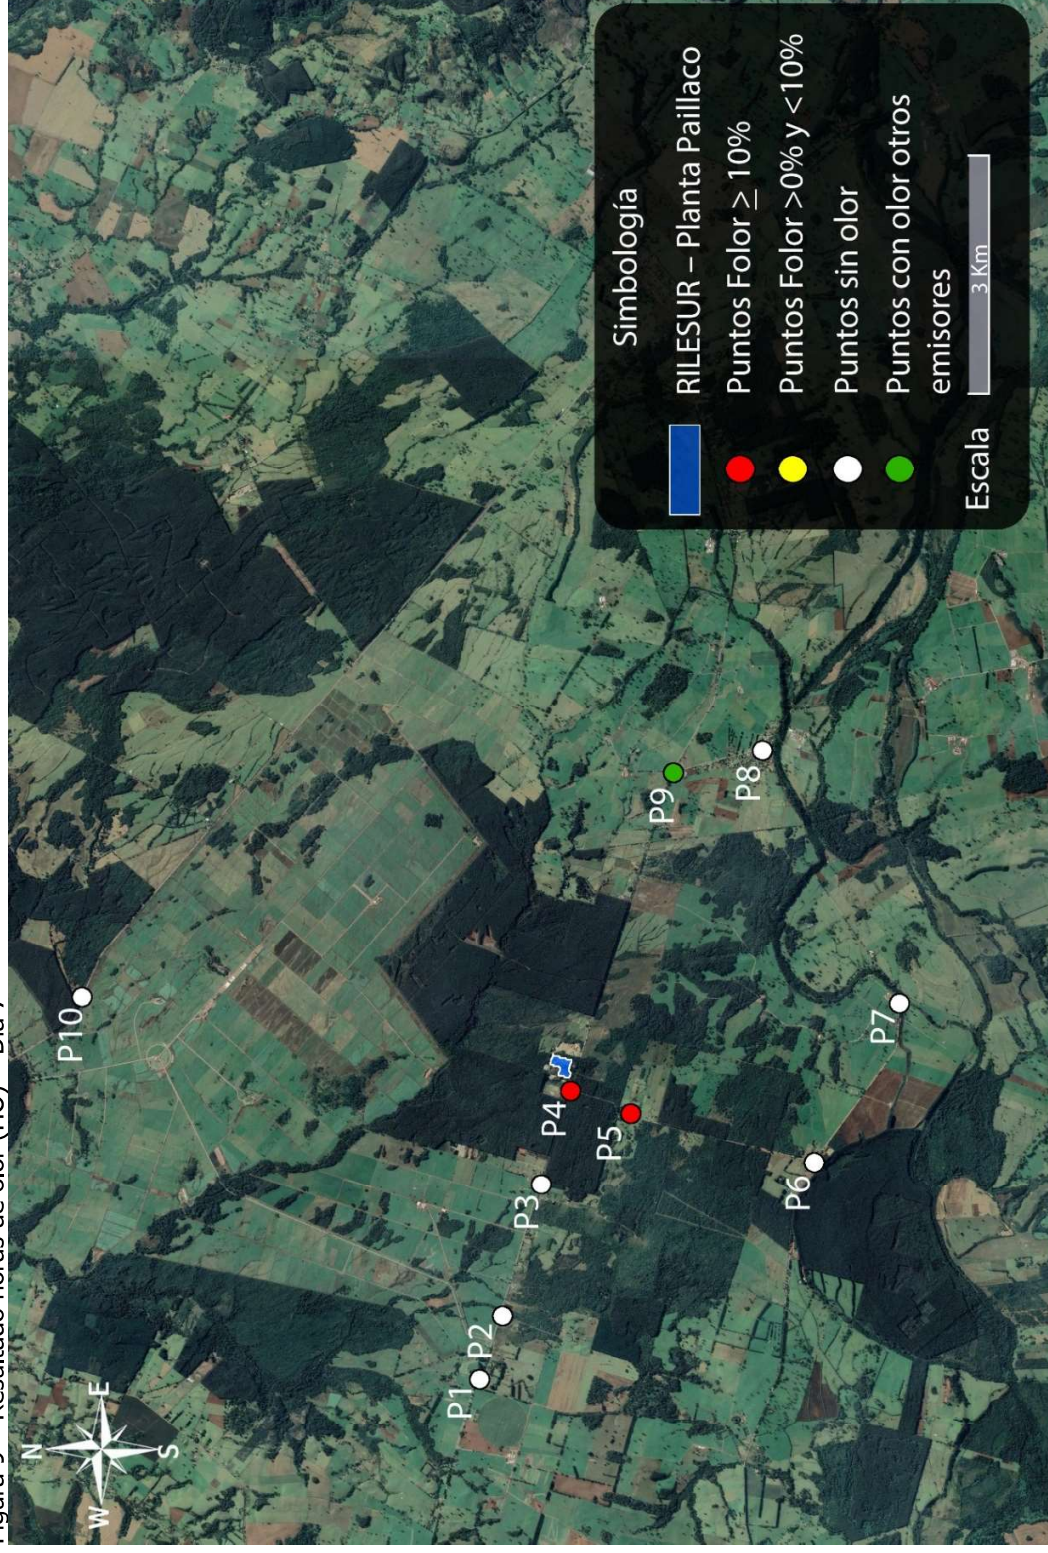 N
W
E
S
P10
P1
P2
P3
P4
P5
P6
P7
P9
P8
Simbología
RILESUR – Planta Paillaco
Puntos Folor ≥ 10%
Puntos Folor >0% y <10%
Puntos sin olor
Puntos con olor otros
emisores
Escala
3 Km